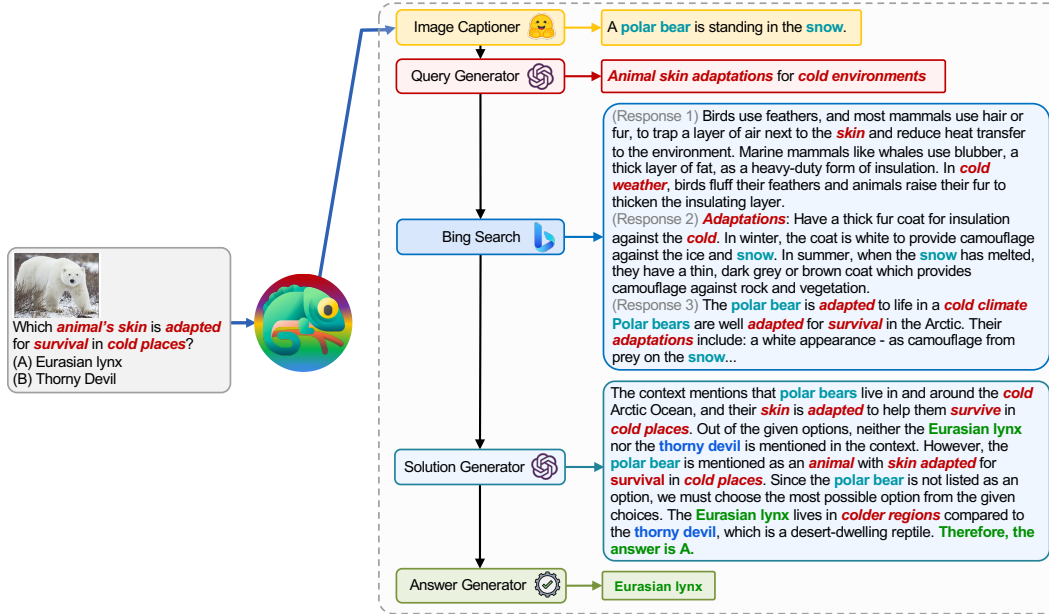 Image Captioner
A polar bear is standing in the snow.
Query Generator
Animal skin adaptations for cold environments
(Response 1) Birds use feathers, and most mammals use hair or
fur, to trap a layer of air next to the skin and reduce heat transfer
to the environment. Marine mammals like whales use blubber, a
thick layer of fat, as a heavy-duty form of insulation. In cold
weather, birds fluff their feathers and animals raise their fur to
thicken the insulating layer.
Bing Search
(Response 2) Adaptations: Have a thick fur coat for insulation
against the cold. In winter, the coat is white to provide camouflage
against the ice and snow. In summer, when the snow has melted,
they have a thin, dark grey or brown coat which provides
camouflage against rock and vegetation.
(Response 3) The polar bear is adapted to life in a cold climate
Polar bears are well adapted for survival in the Arctic. Their
adaptations include: a white appearance - as camouflage from
prey on the snow...
Which animal's skin is adapted
for survival in cold places?
(A) Eurasian lynx
(B) Thorny Devil
Solution Generator
The context mentions that polar bears live in and around the cold
Arctic Ocean, and their skin is adapted to help them survive in
cold places. Out of the given options, neither the Eurasian lynx
nor the thorny devil is mentioned in the context. However, the
polar bear is mentioned as an animal with skin adapted for
survival in cold places. Since the polar bear is not listed as an
option, we must choose the most possible option from the given
choices. The Eurasian lynx lives in colder regions compared to
the thorny devil, which is a desert-dwelling reptile. Therefore, the
answer is A.
Answer Generator
Eurasian lynx